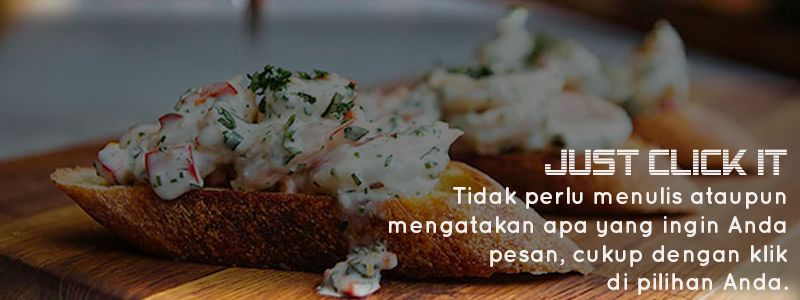 JUST CLICK IT
Tidak perlu menulis ataupun
mengatakan apa yang ingin Anda
pesan, cukup dengan klik
di pilihan Anda.